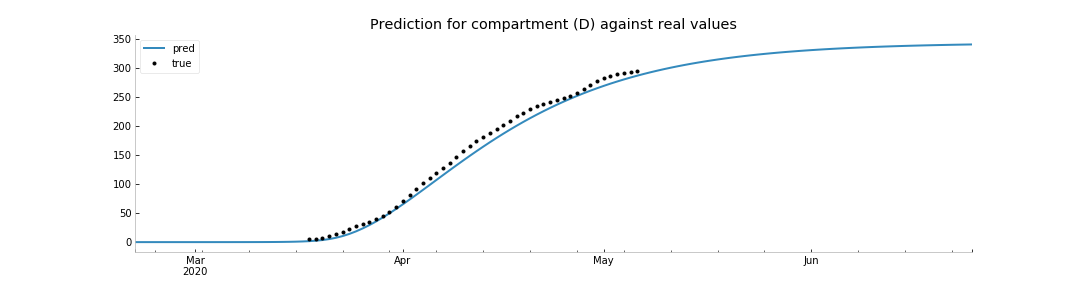 Prediction for compartment (D) against real values
350
300
250
200
150
100
50
0
pred
true
Mar
2020
Apr
May
Jun